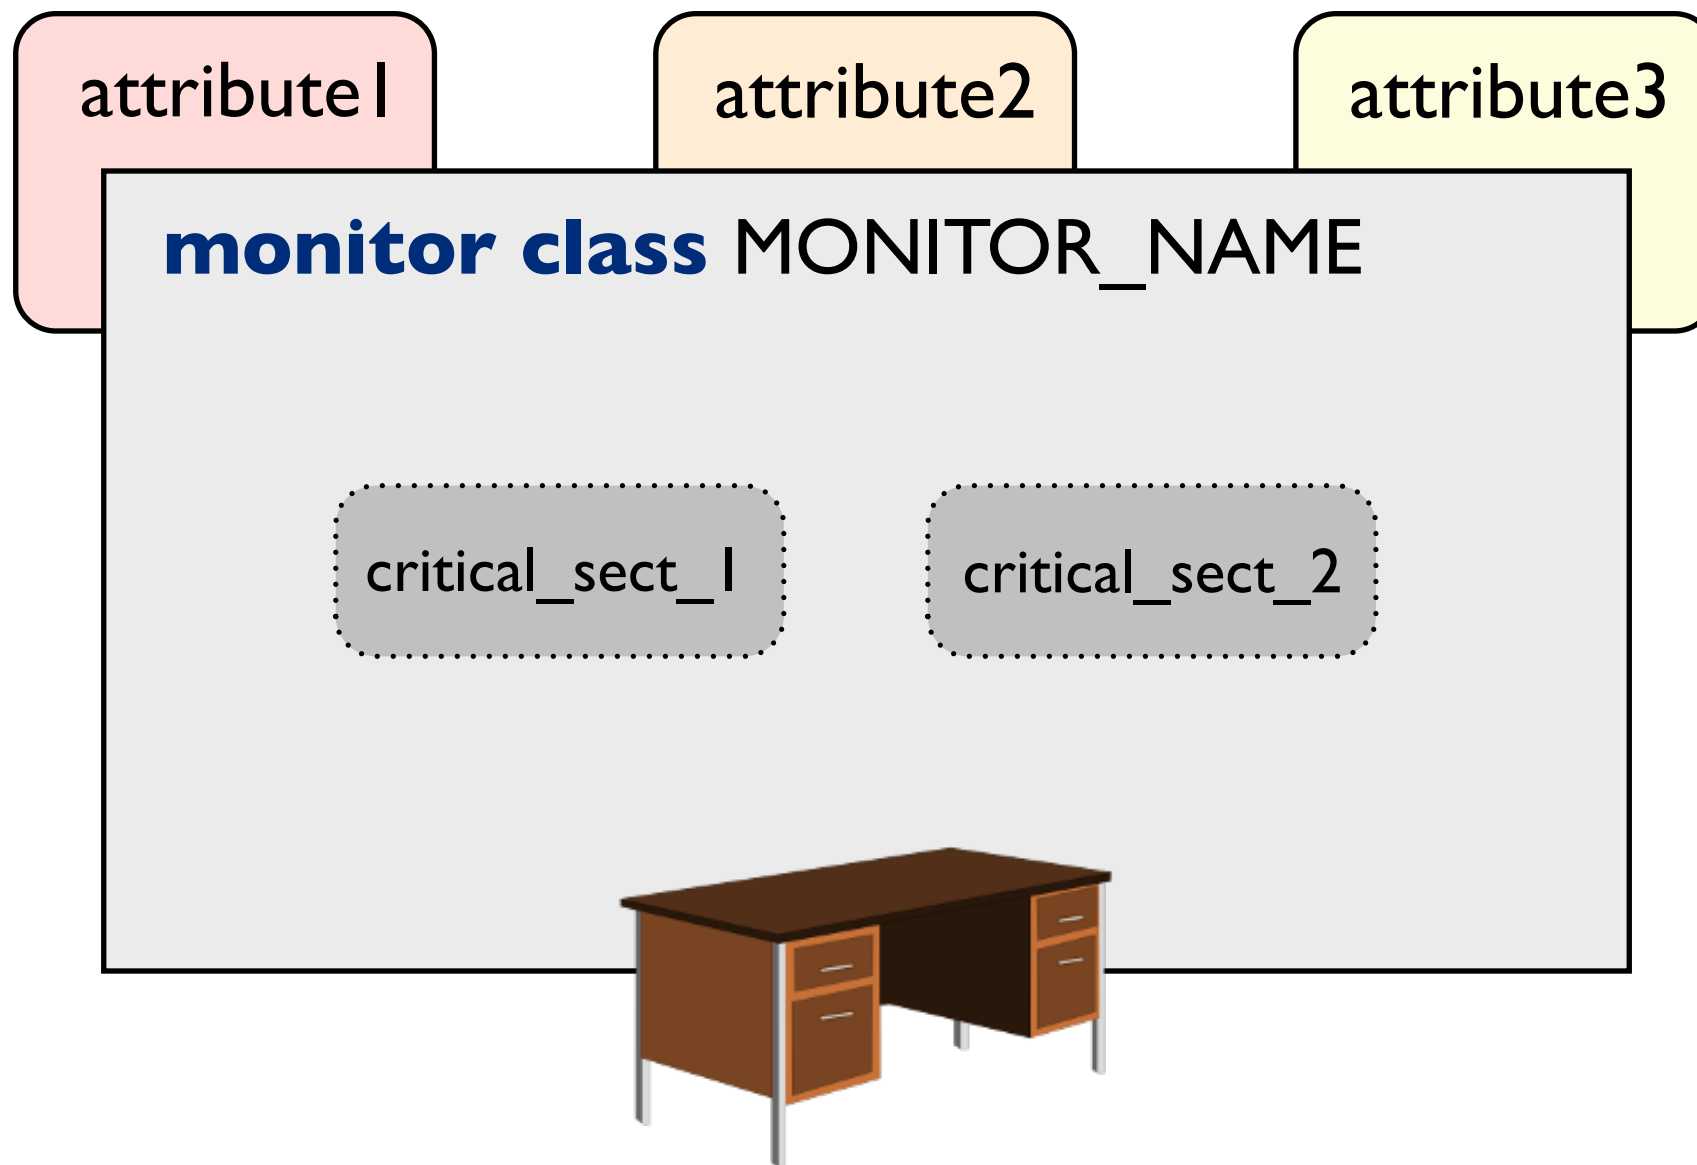 attribute1
attribute2
attribute3
monitor class MONITOR_NAME
critical_sect_1
critical_sect_2